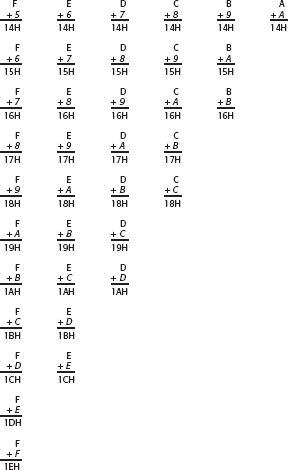 F E D C B A
+ 5 + 6 + 7 + 8 + 9 + A
14H 14H 14H 14H 14H 14H
F E D C B
+ 6 + 7 + 8 + 9 + A
15H 15H 15H 15H 15H
F E D C B
+ 7 + 8 + 9 + A + B
16H 16H 16H 16H 16H
F E D C
+ 8 + 9 + A + B
17H 17H 17H 17H
F E D C
+ 9 + A + B + C
18H 18H 18H 18H
F E D
+ A + B + C
19H 19H 19H
F E D
+ B + C + D
1AH 1AH 1AH
F E
+ C + D
1BH 1BH
F E
+ D + E
1CH 1CH
F
+ E
1DH
F
+ F
1EH